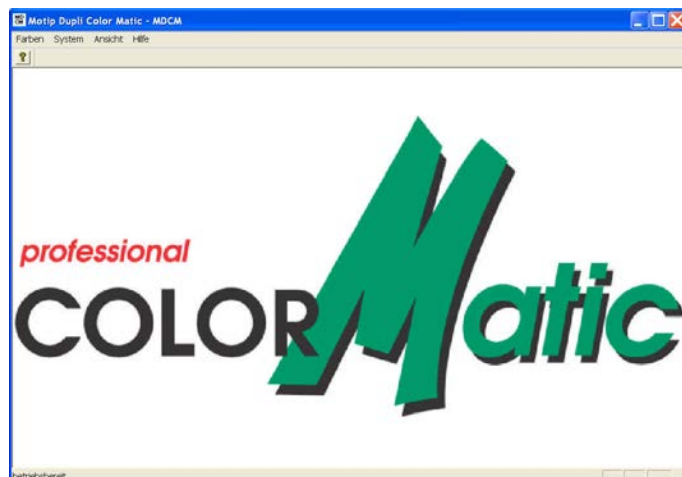 Motip Dupli Color Matic - MDCM
Farben System Ansicht Hilfe
?
professional
COLORMatic
betriebsbereit